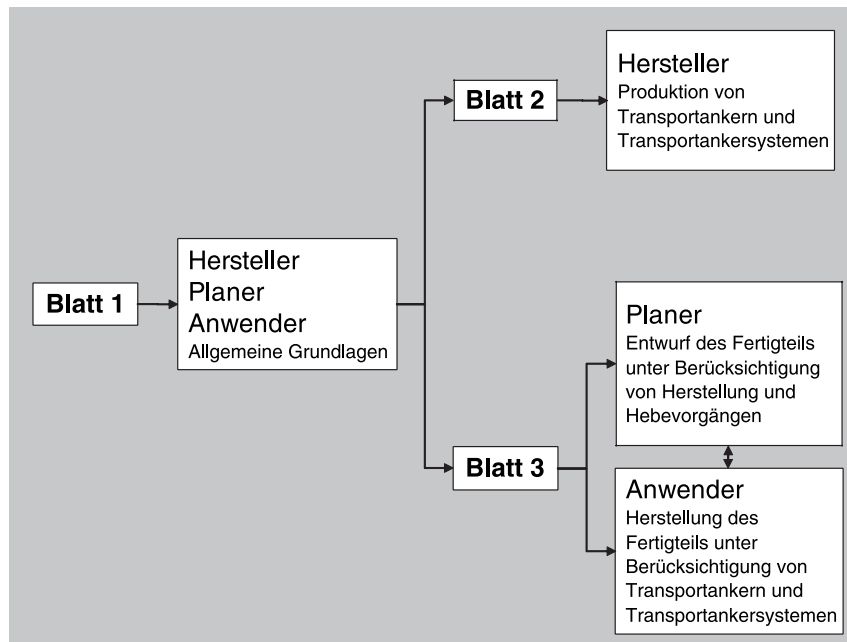 Blatt 1
Hersteller
Planer
Anwender
Allgemeine Grundlagen
Blatt 2
Hersteller
Produktion von
Transportankern und
Transportankersystemen
Blatt 3
Planer
Entwurf des Fertigteils
unter Berücksichtigung
von Herstellung und
Hebevorgängen
Anwender
Herstellung des
Fertigteils unter
Berücksichtigung von
Transportankern und
Transportankersystemen